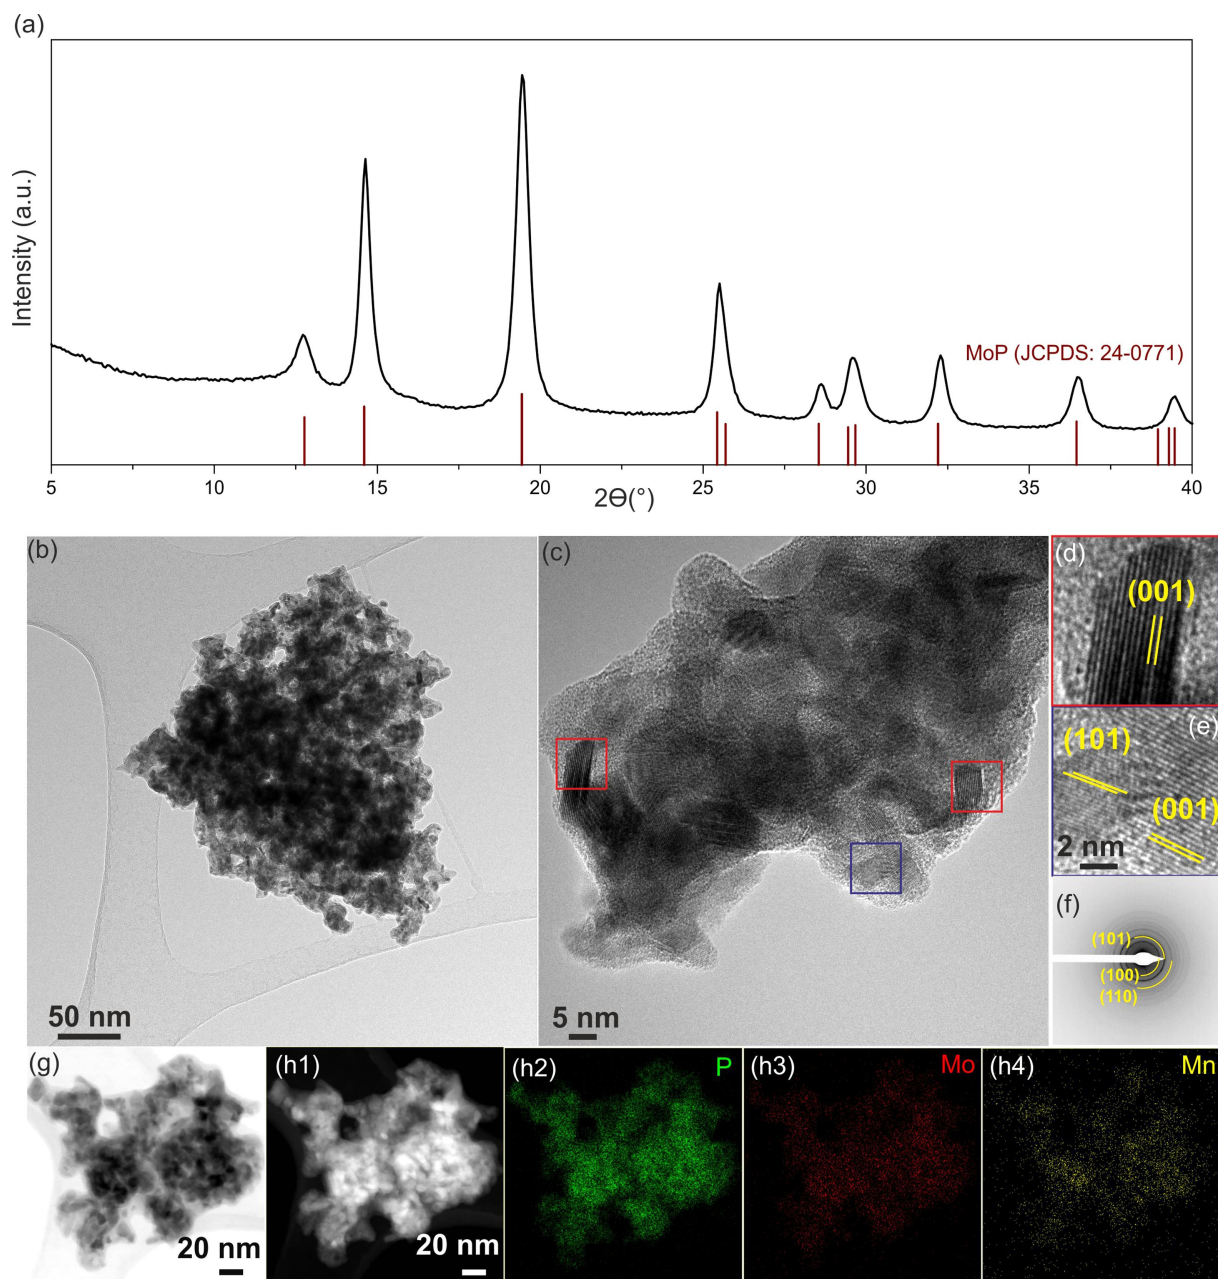 (a)
Intensity (a.u.)
MoP (JCPDS: 24-0771)
5 10 15 20 25 30 35 40
2Θ(°)
(b)
50 nm
(c)
5 nm
(d)
(001)
(e)
(101)
(001)
2 nm
(f)
(101)
(100)
(110)
(g)
20 nm
(h1)
20 nm
(h2)
P
(h3)
Mo
(h4)
Mn